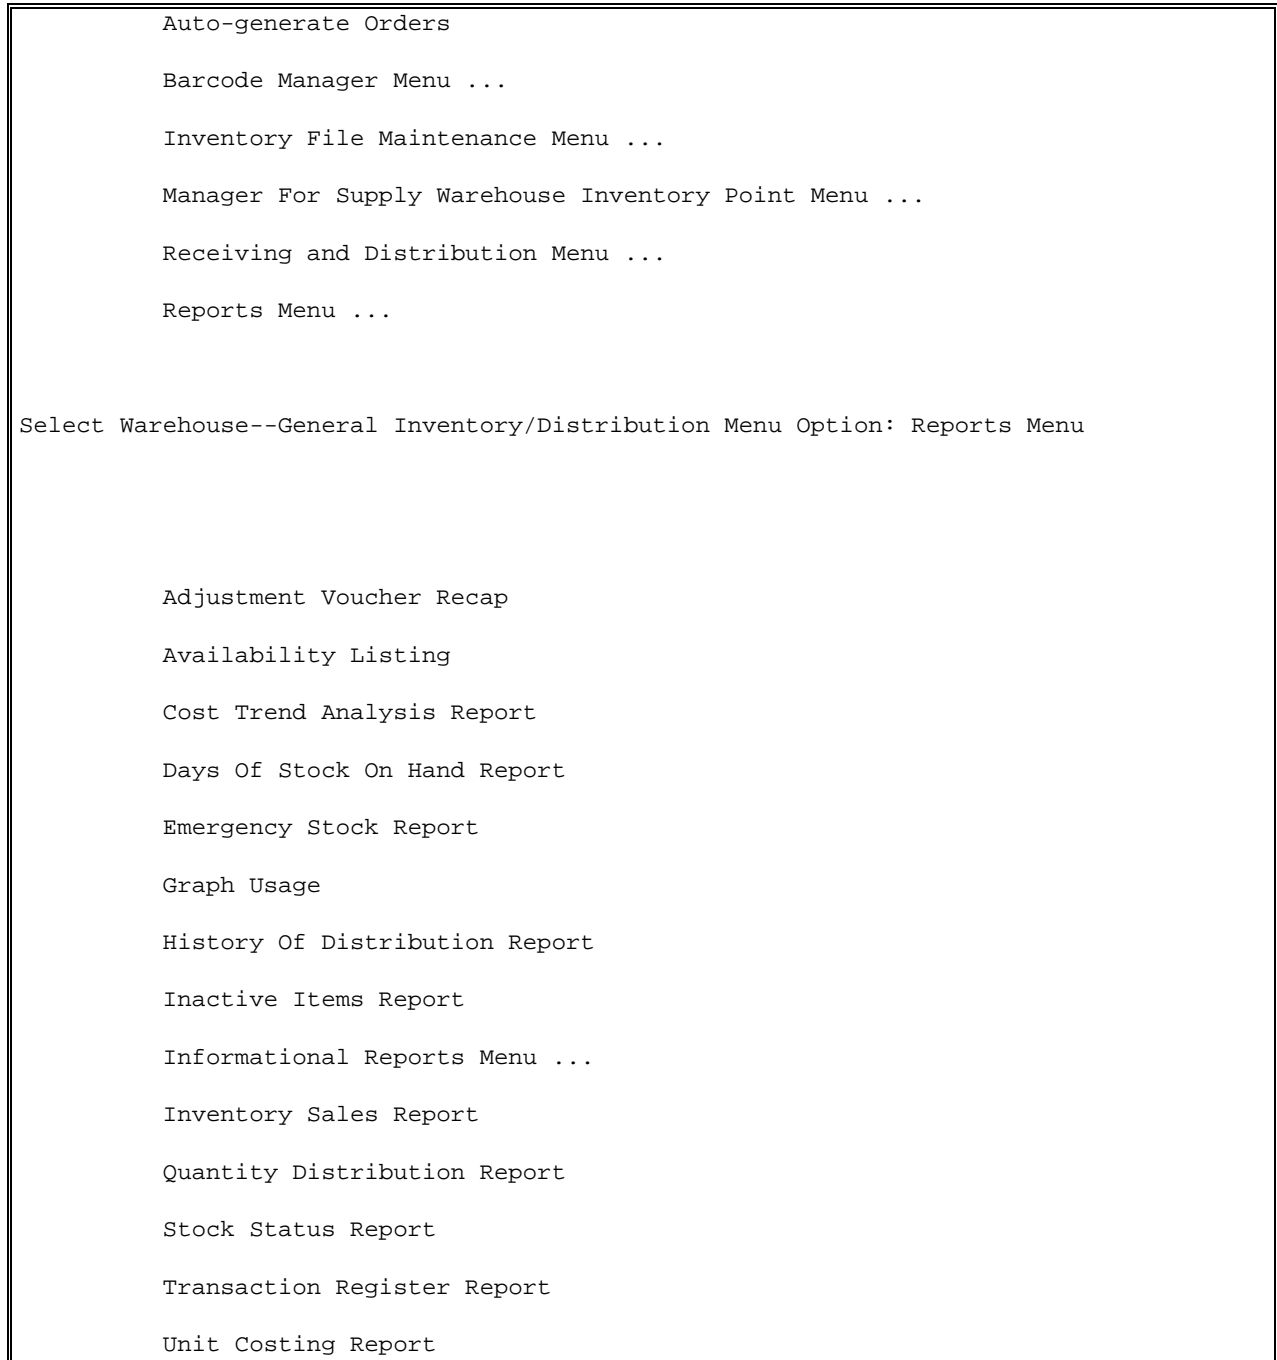 Auto-generate Orders
Barcode Manager Menu ...
Inventory File Maintenance Menu ...
Manager For Supply Warehouse Inventory Point Menu ...
Receiving and Distribution Menu ...
Reports Menu ...
Select Warehouse--General Inventory/Distribution Menu Option: Reports Menu
Adjustment Voucher Recap
Availability Listing
Cost Trend Analysis Report
Days Of Stock On Hand Report
Emergency Stock Report
Graph Usage
History Of Distribution Report
Inactive Items Report
Informational Reports Menu ...
Inventory Sales Report
Quantity Distribution Report
Stock Status Report
Transaction Register Report
Unit Costing Report